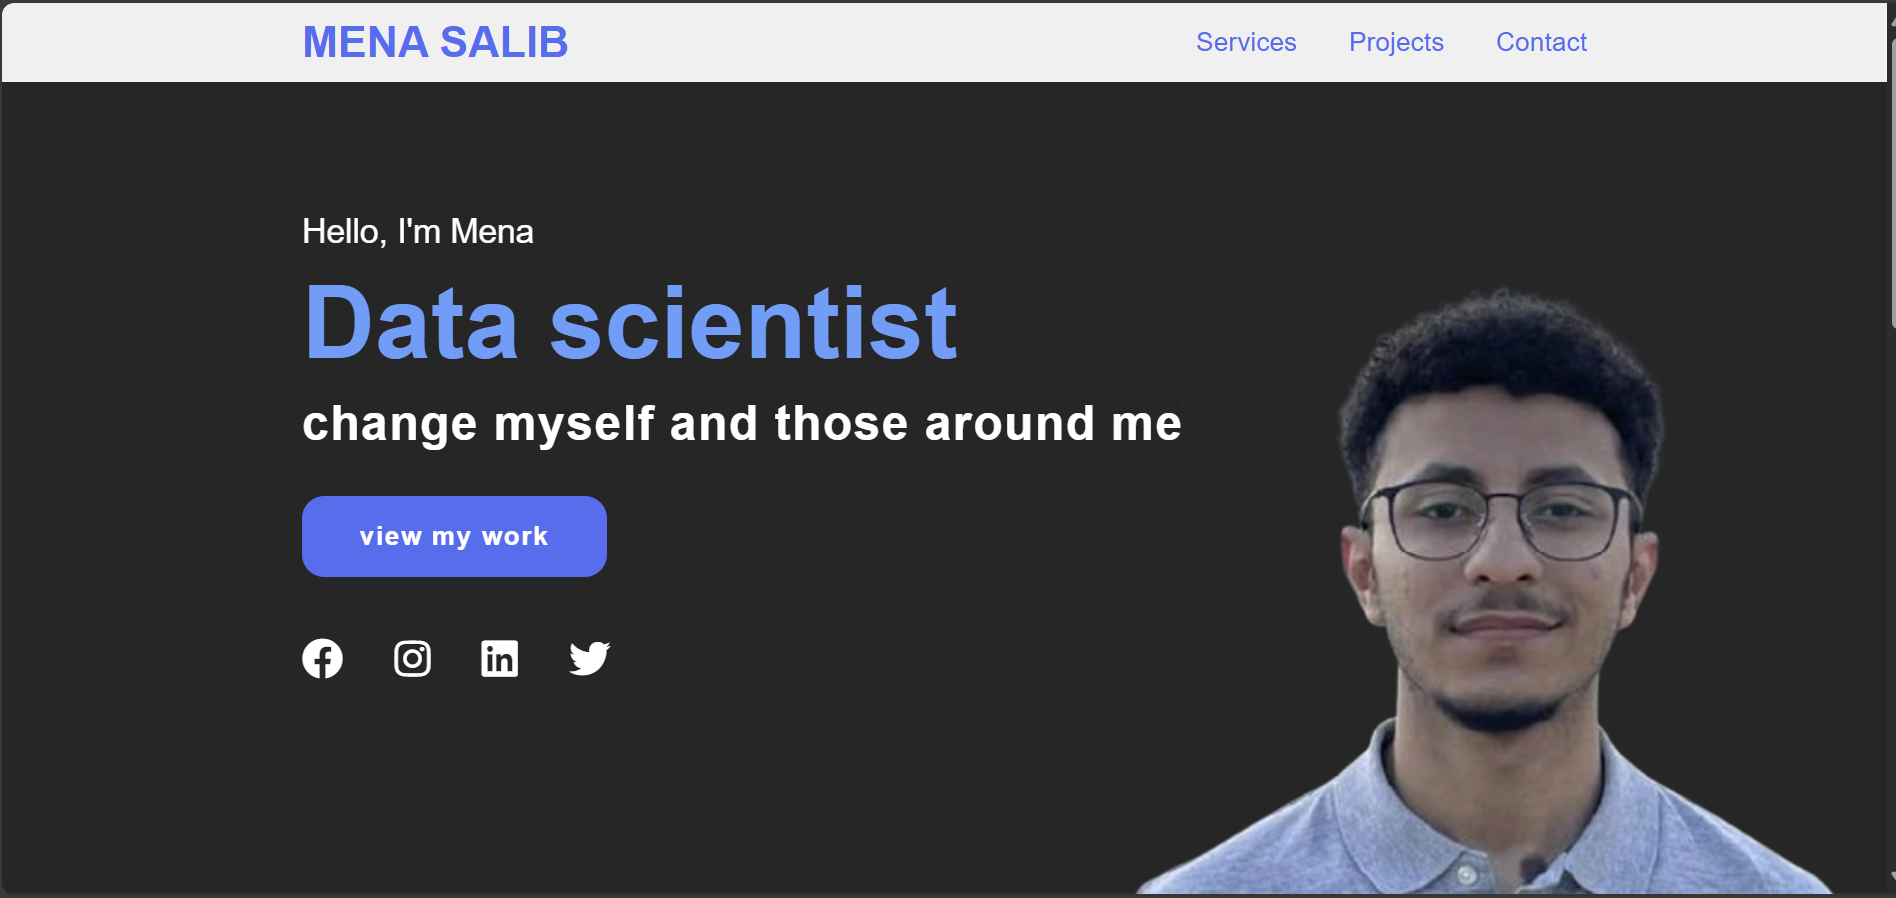 MENA SALIB
Services Projects Contact
Hello, I'm Mena
Data scientist
change myself and those around me
view my work